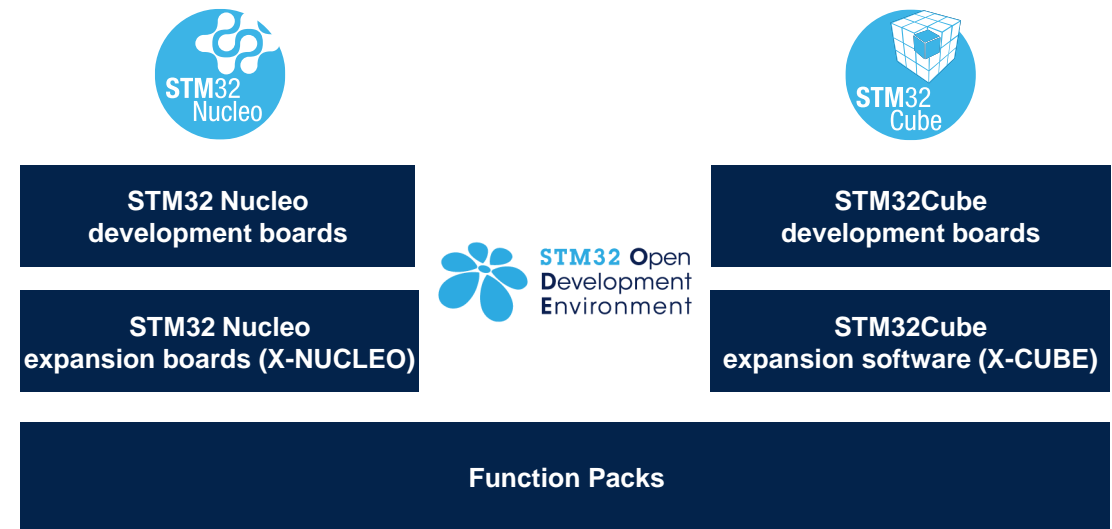 STM32
Nucleo
STM32
Cube
STM32 Nucleo
development boards
STM32Cube
development boards
STM32 Open
Development
Environment
STM32 Nucleo
expansion boards (X-NUCLEO)
STM32Cube
expansion software (X-CUBE)
Function Packs